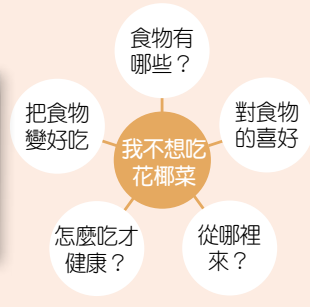 食物有
哪些？
把食物
變好吃
對食物
的喜好
我不想吃
花椰菜
怎麼吃才
健康？
從哪裡
來？